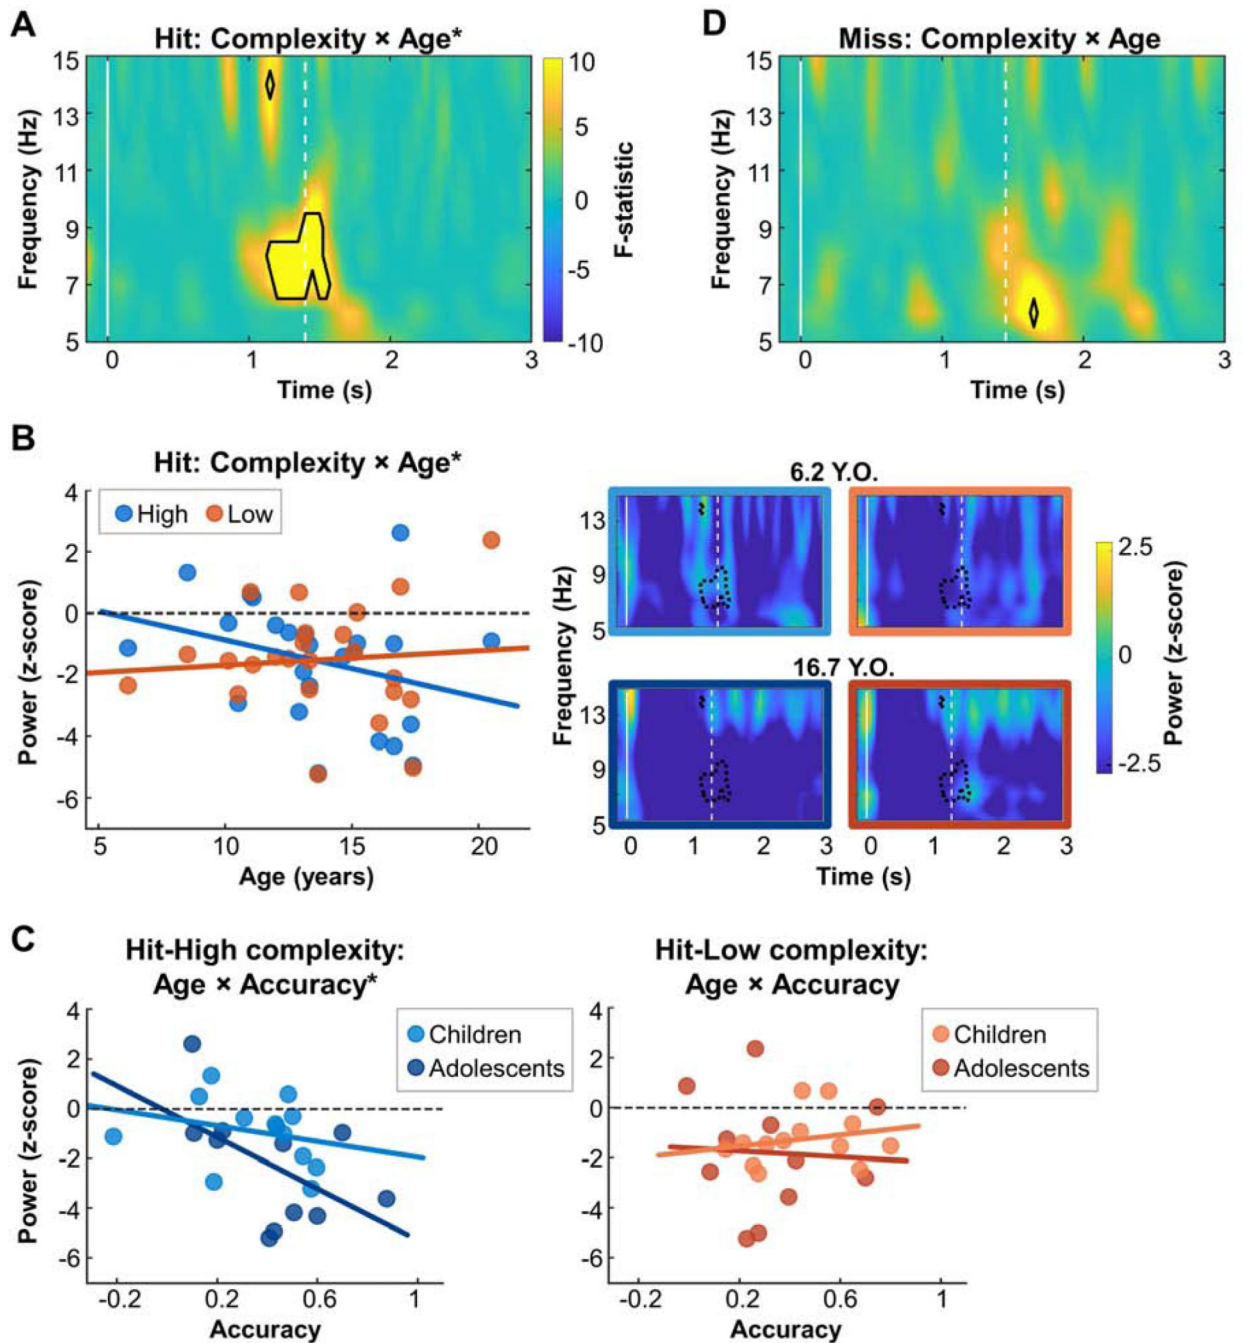 A
Hit: Complexity × Age*
15
13
11
9
7
5
Frequency (Hz)
0
1
2
3
Time (s)
10
5
0
-5
-10
F-statistic
D
Miss: Complexity × Age
15
13
11
9
7
5
Frequency (Hz)
0
1
2
3
Time (s)
B
Hit: Complexity × Age*
High
Low
4
2
0
-2
-4
-6
Power (z-score)
5
10
15
20
Age (years)
6.2 Y.O.
13
9
5
16.7 Y.O.
13
9
5
Frequency (Hz)
0
1
2
3
0
1
2
3
Time (s)
2.5
0
-2.5
Power (z-score)
C
Hit-High complexity:
Age × Accuracy*
Children
Adolescents
4
2
0
-2
-4
-6
Power (z-score)
-0.2
0.2
0.6
1
Accuracy
Hit-Low complexity:
Age × Accuracy
Children
Adolescents
4
2
0
-2
-4
-6
-0.2
0.2
0.6
1
Accuracy